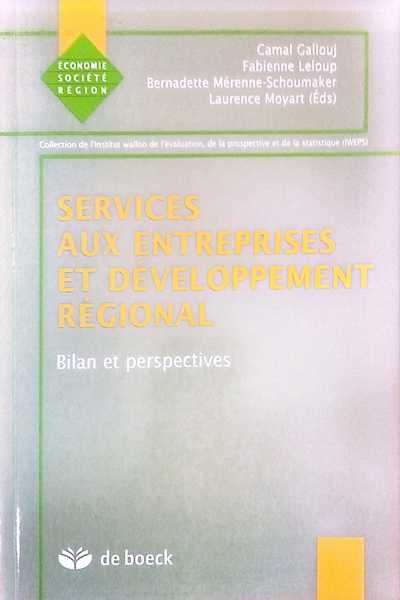 ÉCONOMIE
SOCIÉTÉ
RÉGION
Camal Gallouj
Fabienne Leloup
Bernadette Mérenne-Schoumaker
Laurence Moyart (Éds)
Collection de l'Institut wallon de l'évaluation, de la prospective et de la statistique (IWEPS)
SERVICES
AUX ENTREPRISES
ET DÉVELOPPEMENT
RÉGIONAL
Bilan et perspectives
de boeck